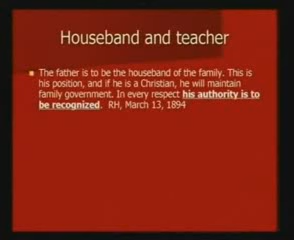 Houseband and teacher
The father is to be the houseband of the family. This is
his position, and if he is a Christian, he will maintain
family government. In every respect his authority is to
be recognized. RH, March 13, 1894